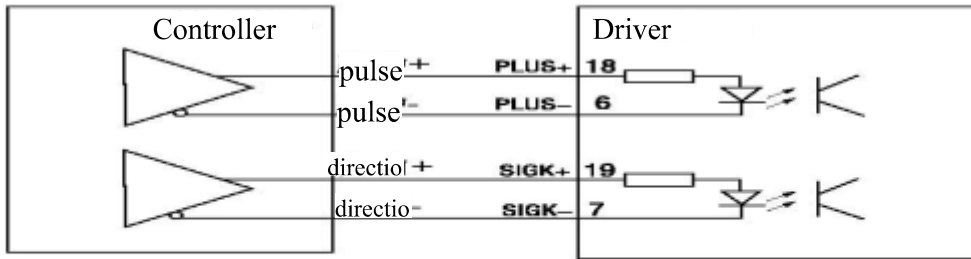 Controller Driver
pulse+ PLUS+ 18
pulse- PLUS- 6
directio+ SIGK+ 19
directio- SIGK- 7